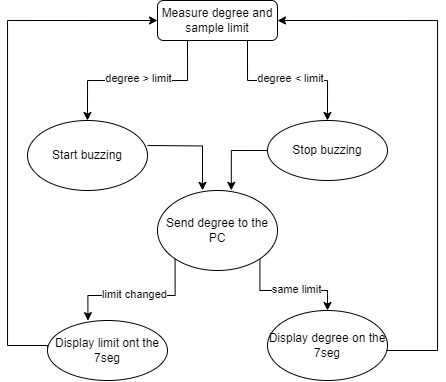 Measure degree and
sample limit
degree > limit
degree < limit
Start buzzing
Stop buzzing
Send degree to the
PC
limit changed
same limit
Display limit ont the
7seg
Display degree on the
7seg